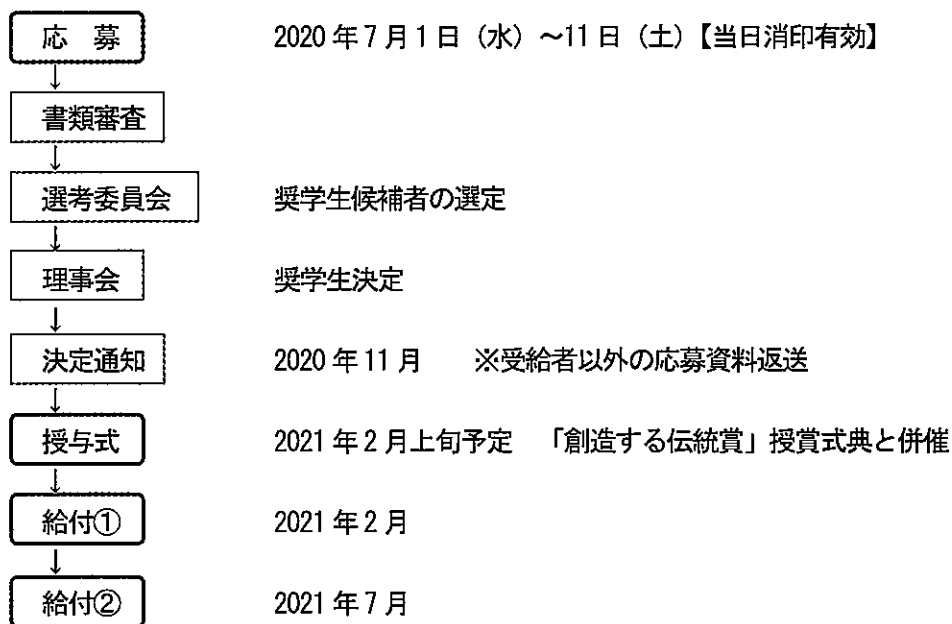 応　募　2020年7月1日（水）～11日（土）【当日消印有効】
↓
書類審査
↓
選考委員会　奨学生候補者の選定
↓
理事会　奨学生決定
↓
決定通知　2020年11月　※受給者以外の応募資料返送
↓
授与式　2021年2月上旬予定　「創造する伝統賞」授賞式典と併催
↓
給付①　2021年2月
↓
給付②　2021年7月